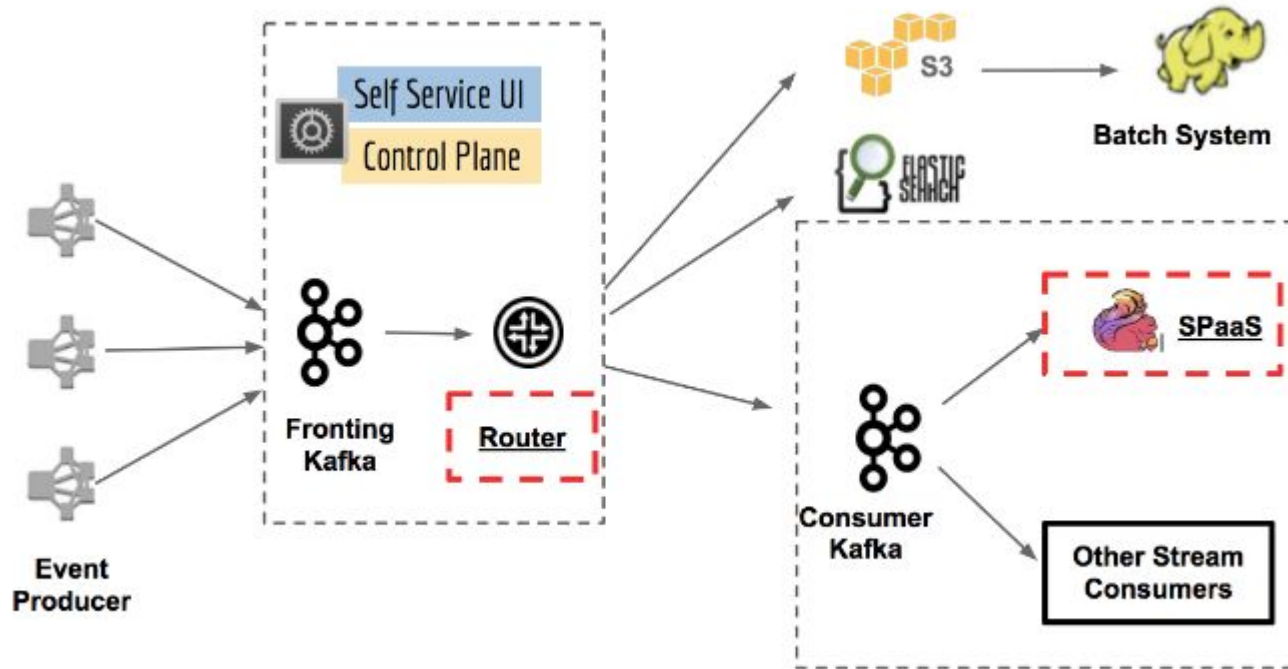 Self Service UI
Control Plane
S3
Batch System
ELASTIC
SEARCH
Fronting
Kafka
Router
SPaaS
Consumer
Kafka
Other Stream
Consumers
Event
Producer